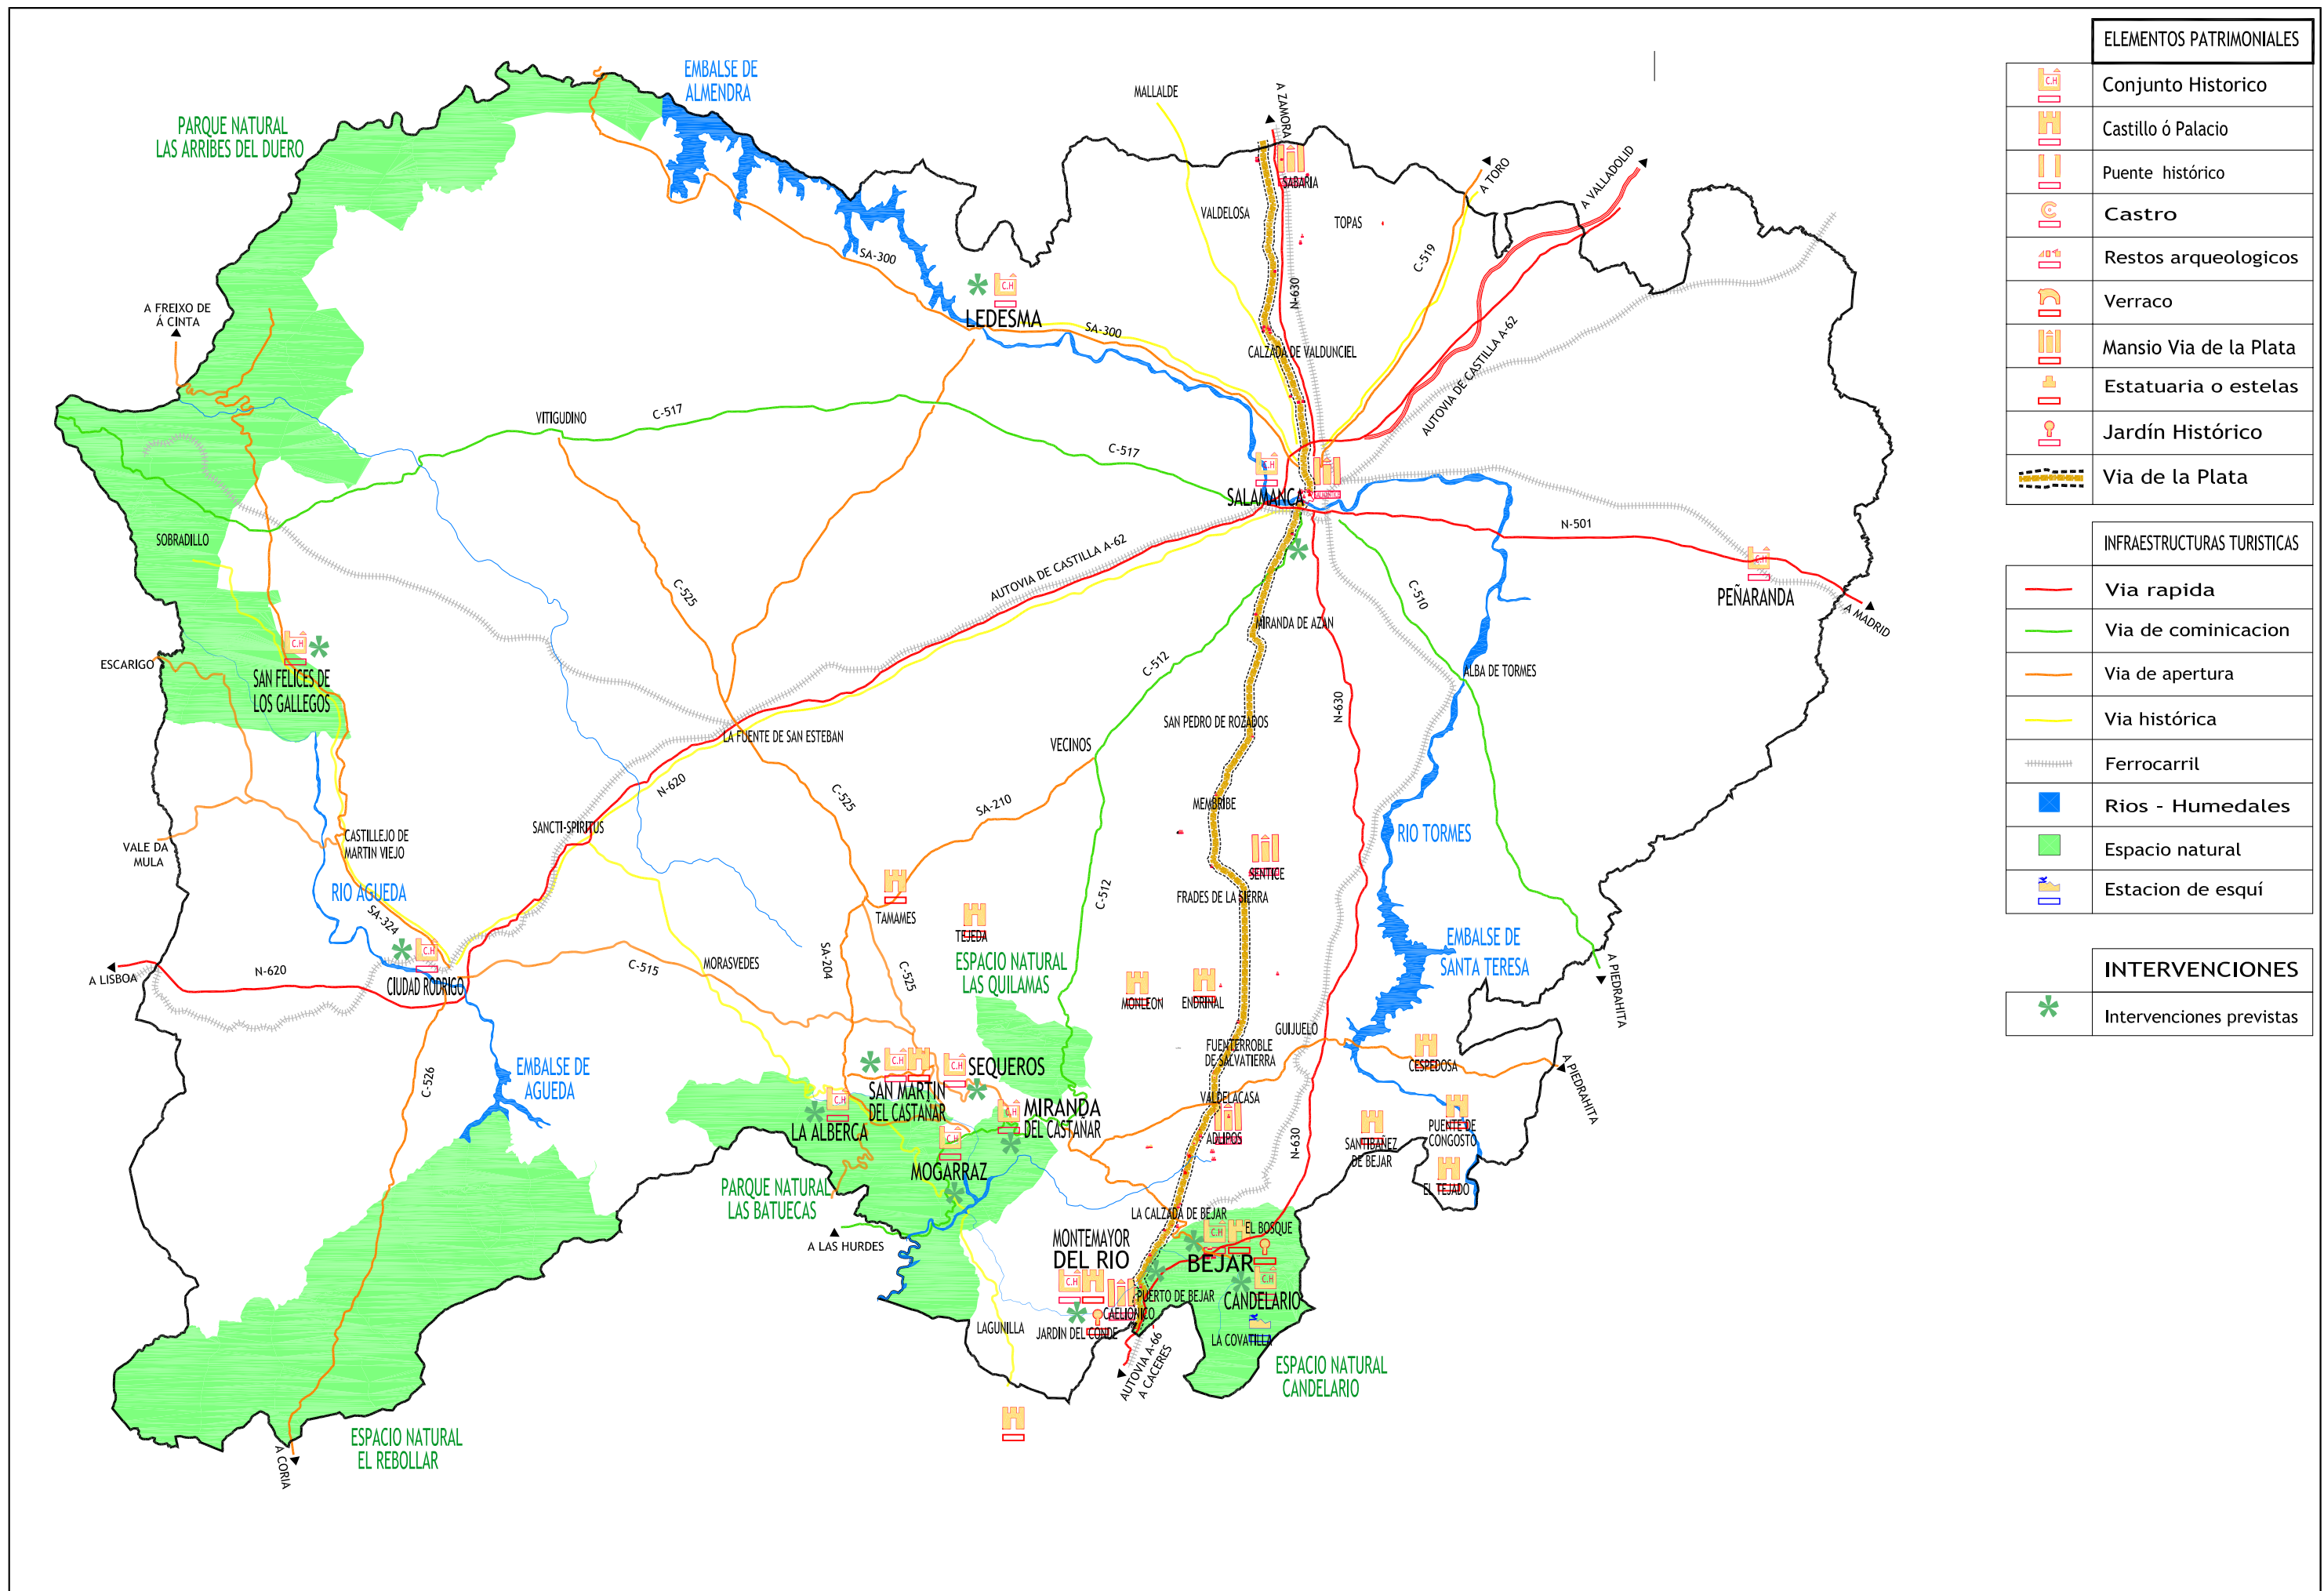 EMBALSE DE
ALMENDRA
PARQUE NATURAL
LAS ARRIBES DEL DUERO
MALLALDE
A ZAMORA
SABARIA
A TORO
A VALLADOLID
VALDELOSA
TOPAS
C-519
SA-300
N-630
A FREIXO DE
Á CINTA
C.H
LEDESMA
SA-300
CALZADA DE VALDUNCIEL
AUTOVIA DE CASTILLA A-62
VITIGUDINO
C-517
C-517
C.H
SALAMANCA
N-501
SOBRADILLO
AUTOVIA DE CASTILLA A-62
C-525
C-510
C.H
PEÑARANDA
A MADRID
MIRANDA DE AZAN
C.H
ESCARIGO
SAN FELICES DE
LOS GALLEGOS
C-512
ALBA DE TORMES
N-630
SAN PEDRO DE ROZADOS
LA FUENTE DE SAN ESTEBAN
VECINOS
N-620
C-525
SA-210
MEMBRIBE
SANCTI-SPIRITUS
CASTILLEJO DE
MARTIN VIEJO
VALE DA
MULA
RIO TORMES
RIO AGUEDA
SENTICE
FRADES DE LA SIERRA
C-512
SA-324
TAMAMES
TEJEDA
C.H
CIUDAD RODRIGO
A LISBOA
N-620
C-515
MORASVEDES
SA-204
C-525
ESPACIO NATURAL
LAS QUILAMAS
EMBALSE DE
SANTA TERESA
A PIEDRAHITA
MONLEON
ENDRINAL
GUIJUELO
FUENTERROBLE
DE SALVATIERRA
CESPEDOSA
A PIEDRAHITA
C-526
EMBALSE DE
AGUEDA
C.H
SAN MARTIN
DEL CASTAÑAR
C.H
SEQUEROS
C.H
LA ALBERCA
C.H
MIRANDA
DEL CASTAÑAR
VALDELACASA
C.H
MOGARRAZ
AD LIPPOS
N-630
SANTIBAÑEZ
DE BEJAR
PUENTE DE
CONGOSTO
EL TEJADO
PARQUE NATURAL
LAS BATUECAS
A LAS HURDES
LA CALZADA DE BEJAR
EL BOSQUE
C.H
BEJAR
MONTEMAYOR
DEL RIO
C.H
C.H
CANDELARIO
PUERTO DE BEJAR
CAELIONICO
JARDIN DEL CONDE
LAGUNILLA
LA COVATILLA
AUTOVIA A-66
A CACERES
ESPACIO NATURAL
CANDELARIO
ESPACIO NATURAL
EL REBOLLAR
A CORIA
ELEMENTOS PATRIMONIALES
C.H
Conjunto Historico
Castillo ó Palacio
Puente histórico
Castro
Restos arqueologicos
Verraco
Mansio Via de la Plata
Estatuaria o estelas
Jardín Histórico
Via de la Plata
INFRAESTRUCTURAS TURISTICAS
Via rapida
Via de cominicacion
Via de apertura
Via histórica
Ferrocarril
Rios - Humedales
Espacio natural
Estacion de esquí
INTERVENCIONES
Intervenciones previstas